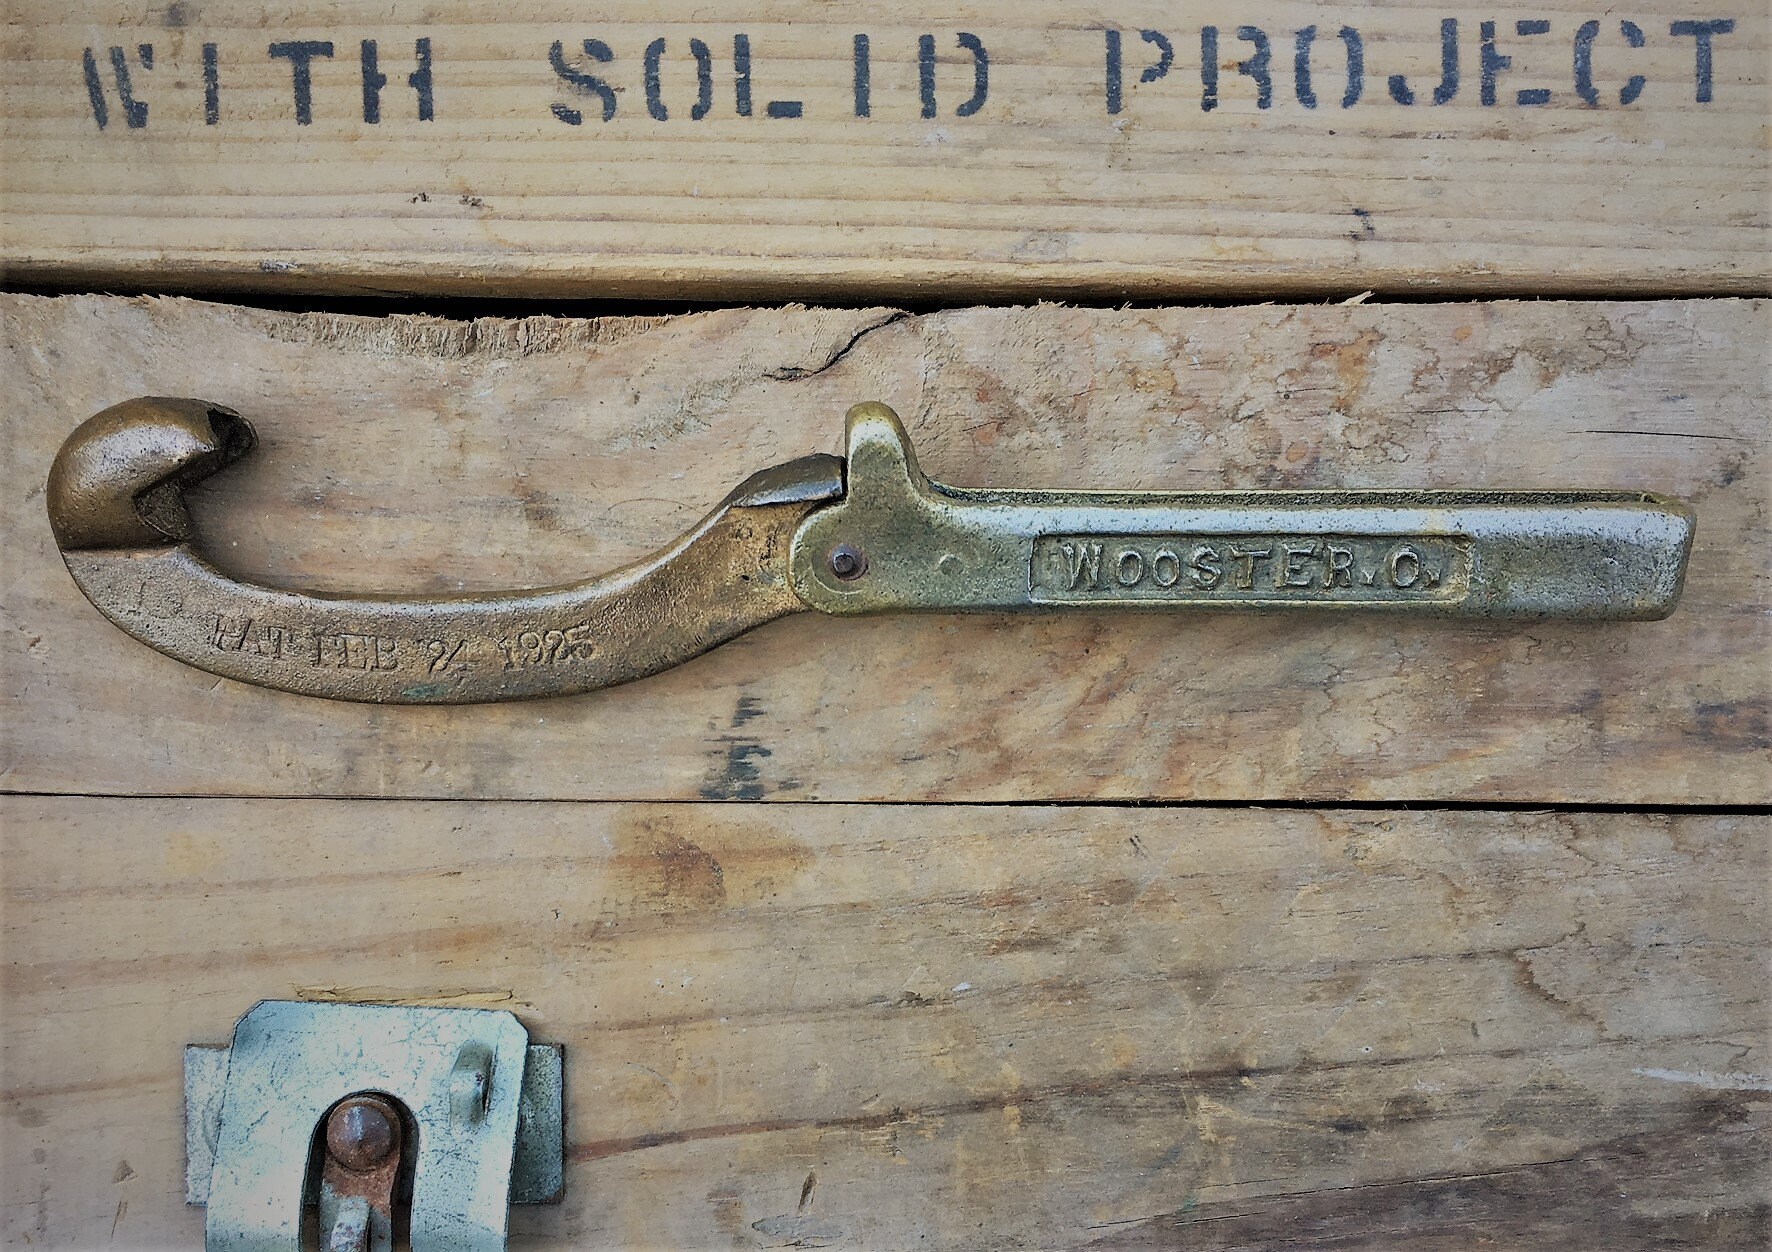 WITH SOLID PROJECT
WOOSTER, O,
PAT FEB 24 1925